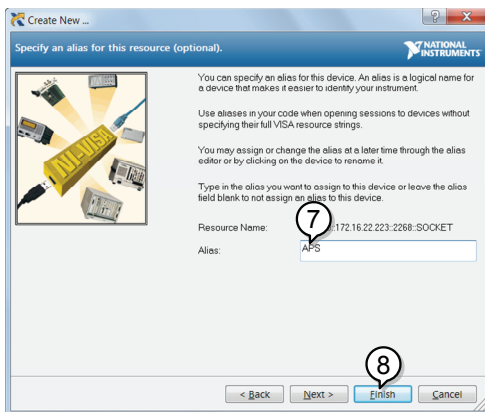 Create New ...
Specify an alias for this resource (optional).
NATIONAL
INSTRUMENTS
You can specify an alias for this device. An alias is a logical name for
a device that makes it easier to identify your instrument.
Use aliases in your code when opening sessions to devices without
specifying their full VISA resource strings.
You may assign or change the alias at a later time through the alias
editor or by clicking on the device to rename it.
Type in the alias you want to assign to this device or leave the alias
field blank to not assign an alias to this device.
NI-VISA
7
Resource Name: ::172.16.22.223::2268::SOCKET
Alias: APS
8
< Back Next > Finish Cancel